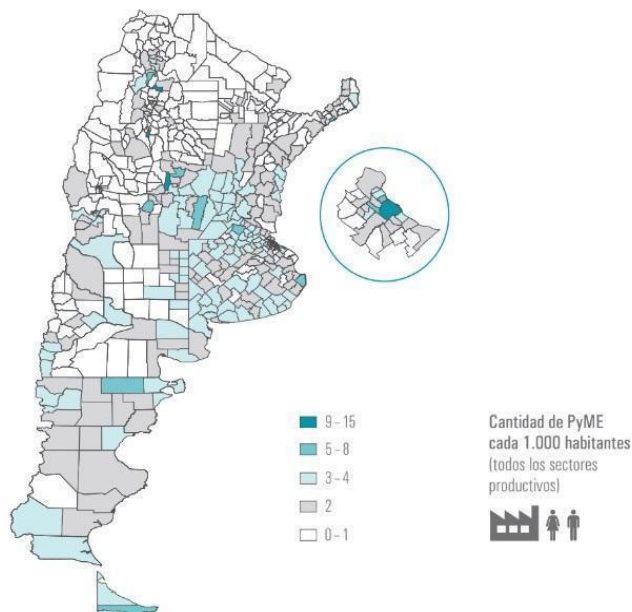 9 – 15
5 – 8
3 – 4
2
0 – 1
Cantidad de PyME
cada 1.000 habitantes
(todos los sectores
productivos)